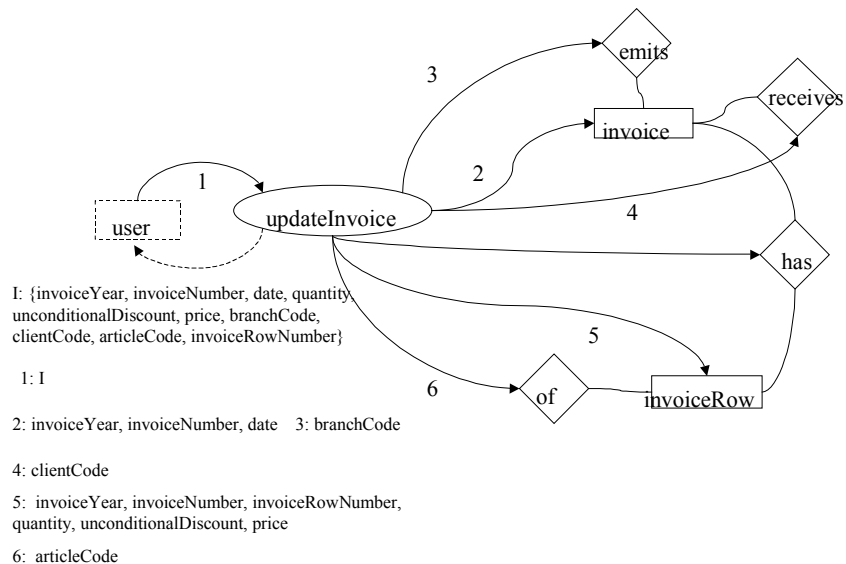 emits
3
receives
invoice
2
1
4
user
updateInvoice
has
I: {invoiceYear, invoiceNumber, date, quantity,
unconditionalDiscount, price, branchCode,
clientCode, articleCode, invoiceRowNumber}
5
1: I
6
of
invoiceRow
2: invoiceYear, invoiceNumber, date 3: branchCode
4: clientCode
5: invoiceYear, invoiceNumber, invoiceRowNumber,
quantity, unconditionalDiscount, price
6: articleCode